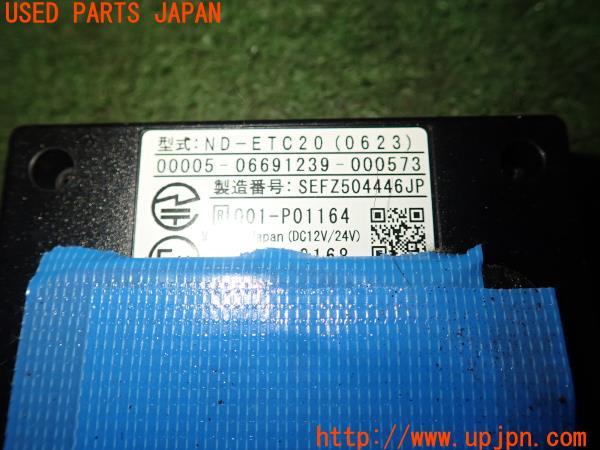 USED PARTS JAPAN
型式:ND-ETC20(0623)
00005-06691239-000573
製造番号:SEFZ504446JP
R 001-P01164
Japan(DC12V/24V)
http://www.upjpn.com/